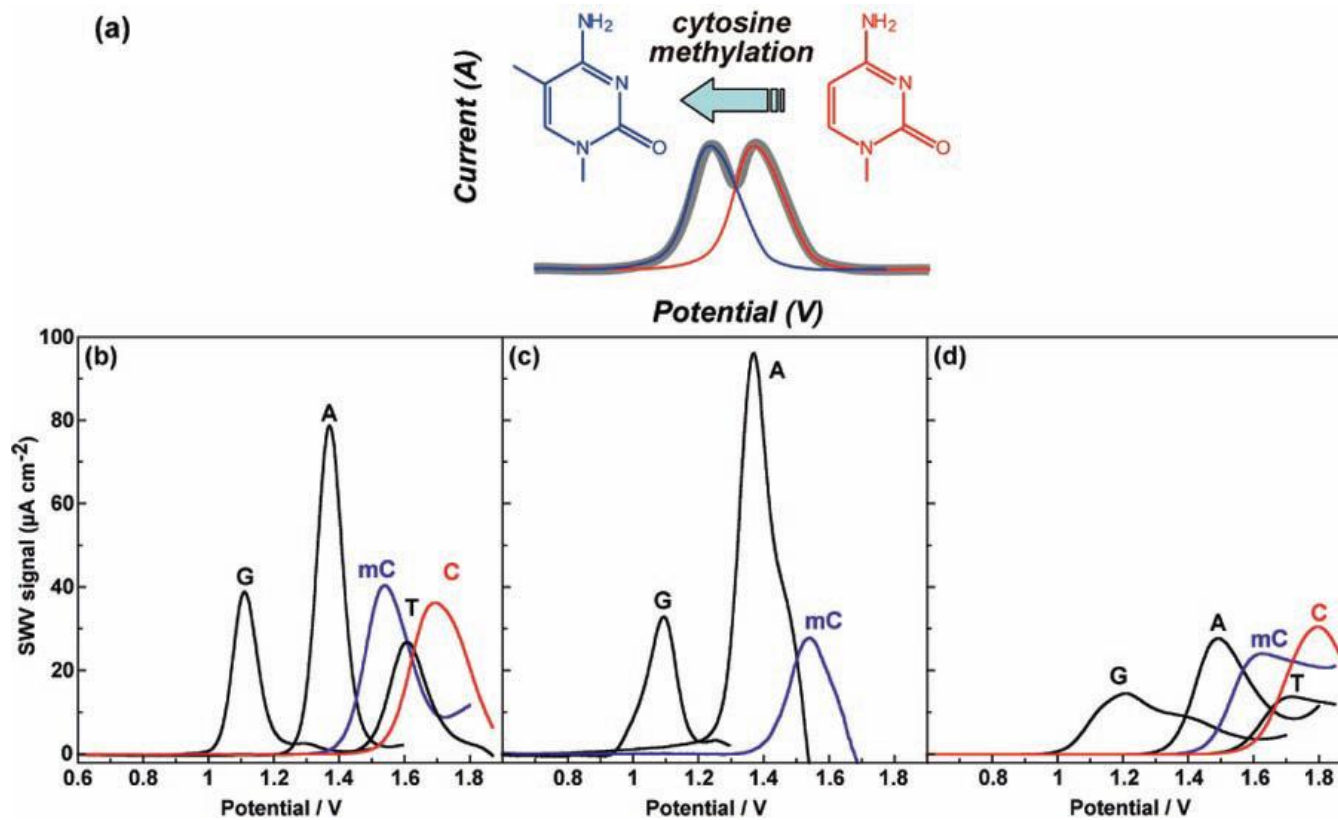 (a)
cytosine
methylation
NH2
N
N
O
NH2
N
N
O
Current (A)
Potential (V)
SWV signal (µA cm-2)
100
80
60
40
20
0
(b)
G
A
mC
T
C
0.6
0.8
1
1.2
1.4
1.6
1.8
Potential / V
(c)
G
A
mC
1
1.2
1.4
1.6
1.8
Potential / V
(d)
G
A
mC
T
C
0.8
1
1.2
1.4
1.6
1.8
Potential / V